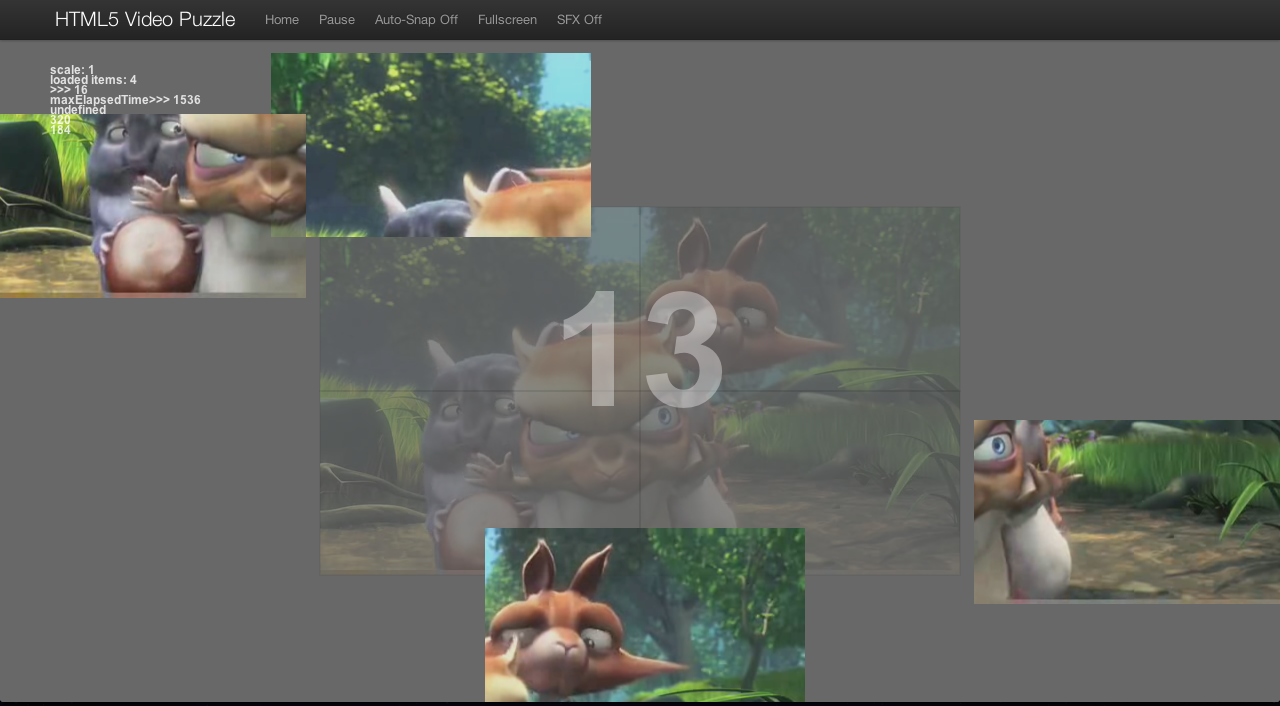 HTML5 Video Puzzle Home Pause Auto-Snap Off Fullscreen SFX Off
scale: 1
loaded items: 4
>>> 16
maxElapsedTime>>> 1536
undefined
320
184
13